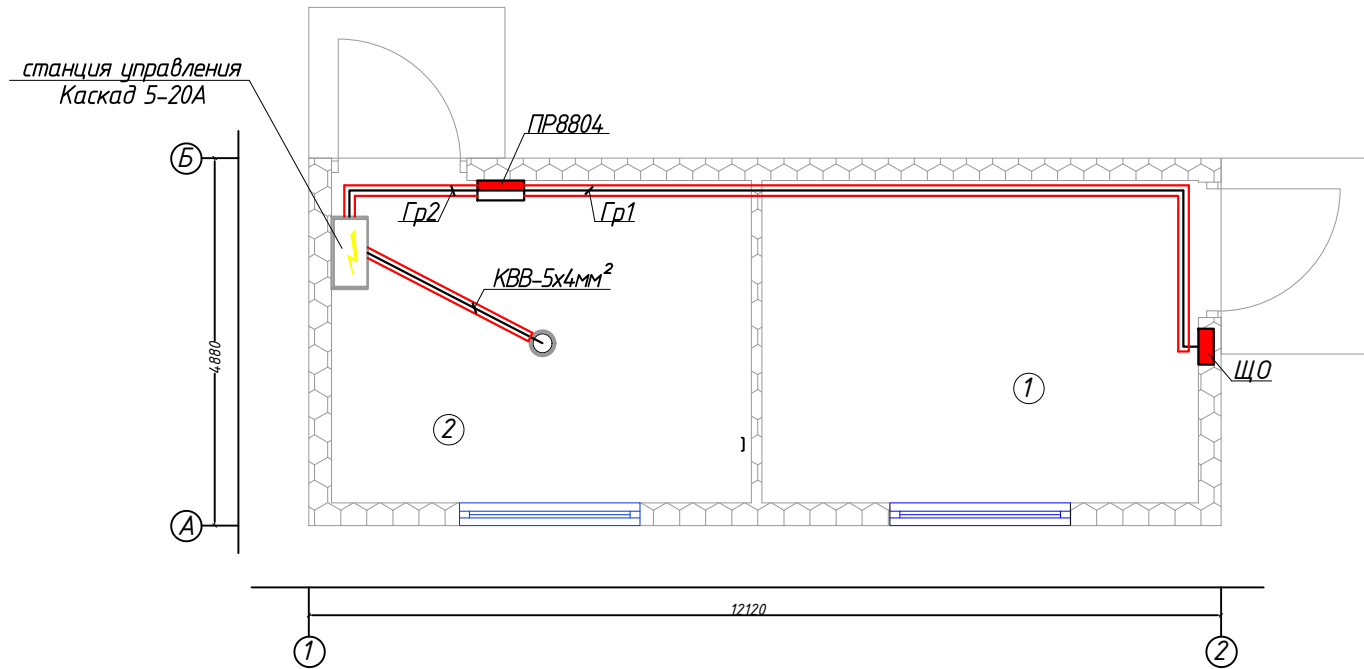 станция управления
Каскад 5-20А
ПР8804
Б
Гр2
Гр1
КВВ-5х4мм²
4880
ЩО
1
2
А
12120
1
2